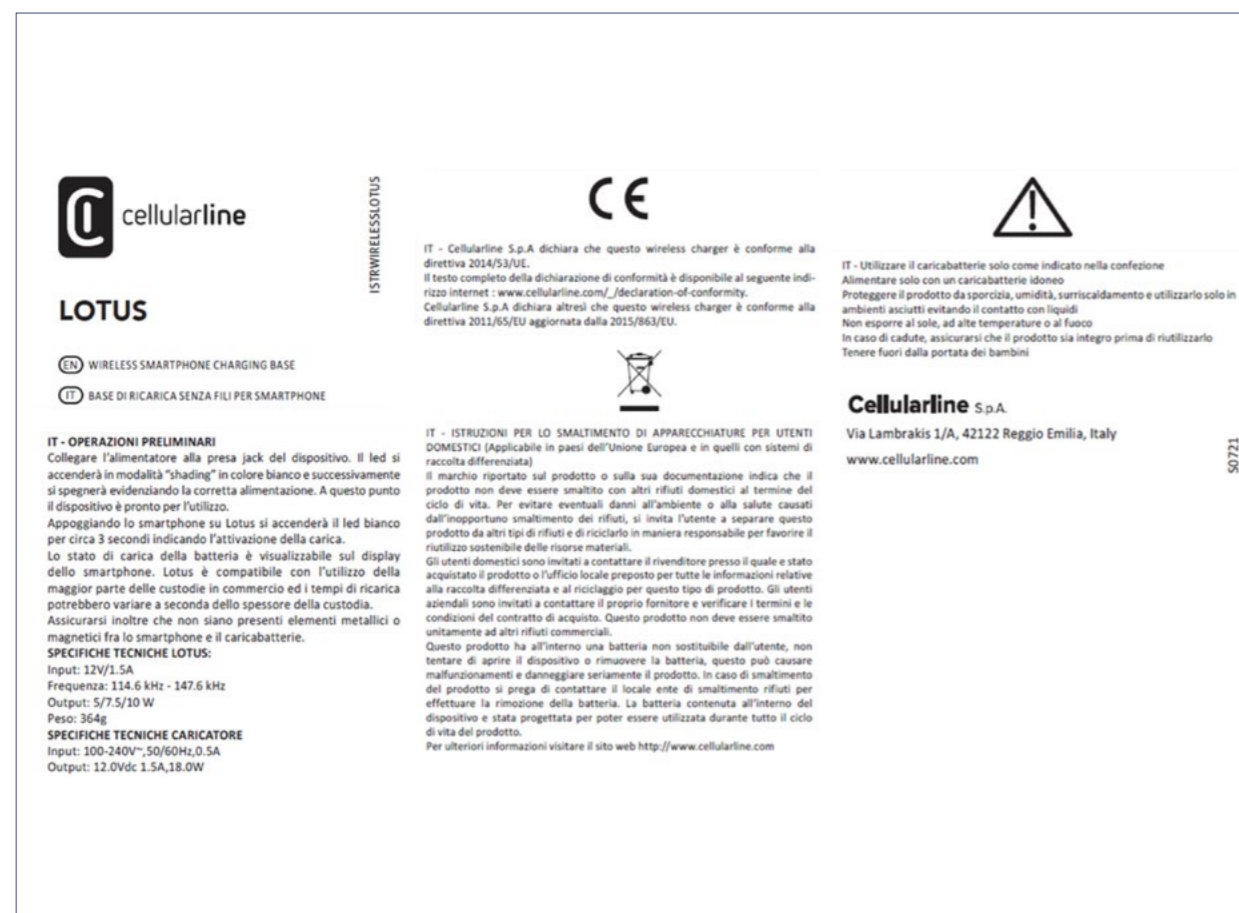 cellularline
ISTRWIRELESSLOTUS
LOTUS
EN WIRELESS SMARTPHONE CHARGING BASE
IT BASE DI RICARICA SENZA FILI PER SMARTPHONE
IT - OPERAZIONI PRELIMINARI
Collegare l'alimentatore alla presa jack del dispositivo. Il led si
accenderà in modalità "shading" in colore bianco e successivamente
si spegnerà evidenziando la corretta alimentazione. A questo punto
il dispositivo è pronto per l'utilizzo.
Appoggiando lo smartphone su Lotus si accenderà il led bianco
per circa 3 secondi indicando l'attivazione della carica.
Lo stato di carica della batteria è visualizzabile sul display
dello smartphone. Lotus è compatibile con l'utilizzo della
maggior parte delle custodie in commercio ed i tempi di ricarica
potrebbero variare a seconda dello spessore della custodia.
Assicurarsi inoltre che non siano presenti elementi metallici o
magnetici fra lo smartphone e il caricabatterie.
SPECIFICHE TECNICHE LOTUS:
Input: 12V/1.5A
Frequenza: 114.6 kHz - 147.6 kHz
Output: 5/7.5/10 W
Peso: 364g
SPECIFICHE TECNICHE CARICATORE
Input: 100-240V~,50/60Hz,0.5A
Output: 12.0Vdc 1.5A,18.0W
CE
IT - Cellularline S.p.A dichiara che questo wireless charger è conforme alla
direttiva 2014/53/UE.
Il testo completo della dichiarazione di conformità è disponibile al seguente indi-
rizzo internet : www.cellularline.com/_/declaration-of-conformity.
Cellularline S.p.A dichiara altresì che questo wireless charger è conforme alla
direttiva 2011/65/EU aggiornata dalla 2015/863/EU.
IT - ISTRUZIONI PER LO SMALTIMENTO DI APPARECCHIATURE PER UTENTI
DOMESTICI (Applicabile in paesi dell'Unione Europea e in quelli con sistemi di
raccolta differenziata)
Il marchio riportato sul prodotto o sulla sua documentazione indica che il
prodotto non deve essere smaltito con altri rifiuti domestici al termine del
ciclo di vita. Per evitare eventuali danni all'ambiente o alla salute causati
dall'inopportuno smaltimento dei rifiuti, si invita l'utente a separare questo
prodotto da altri tipi di rifiuti e di riciclarlo in maniera responsabile per favorire il
riutilizzo sostenibile delle risorse materiali.
Gli utenti domestici sono invitati a contattare il rivenditore presso il quale e stato
acquistato il prodotto o l'ufficio locale preposto per tutte le informazioni relative
alla raccolta differenziata e al riciclaggio per questo tipo di prodotto. Gli utenti
aziendali sono invitati a contattare il proprio fornitore e verificare i termini e le
condizioni del contratto di acquisto. Questo prodotto non deve essere smaltito
unitamente ad altri rifiuti commerciali.
Questo prodotto ha all'interno una batteria non sostituibile dall'utente, non
tentare di aprire il dispositivo o rimuovere la batteria, questo può causare
malfunzionamenti e danneggiare seriamente il prodotto. In caso di smaltimento
del prodotto si prega di contattare il locale ente di smaltimento rifiuti per
effettuare la rimozione della batteria. La batteria contenuta all'interno del
dispositivo e stata progettata per poter essere utilizzata durante tutto il ciclo
di vita del prodotto.
Per ulteriori informazioni visitare il sito web http://www.cellularline.com
IT - Utilizzare il caricabatterie solo come indicato nella confezione
Alimentare solo con un caricabatterie idoneo
Proteggere il prodotto da sporcizia, umidità, surriscaldamento e utilizzarlo solo in
ambienti asciutti evitando il contatto con liquidi
Non esporre al sole, ad alte temperature o al fuoco
In caso di cadute, assicurarsi che il prodotto sia integro prima di riutilizzarlo
Tenere fuori dalla portata dei bambini
Cellularline S.p.A.
Via Lambrakis 1/A, 42122 Reggio Emilia, Italy
www.cellularline.com
S0721